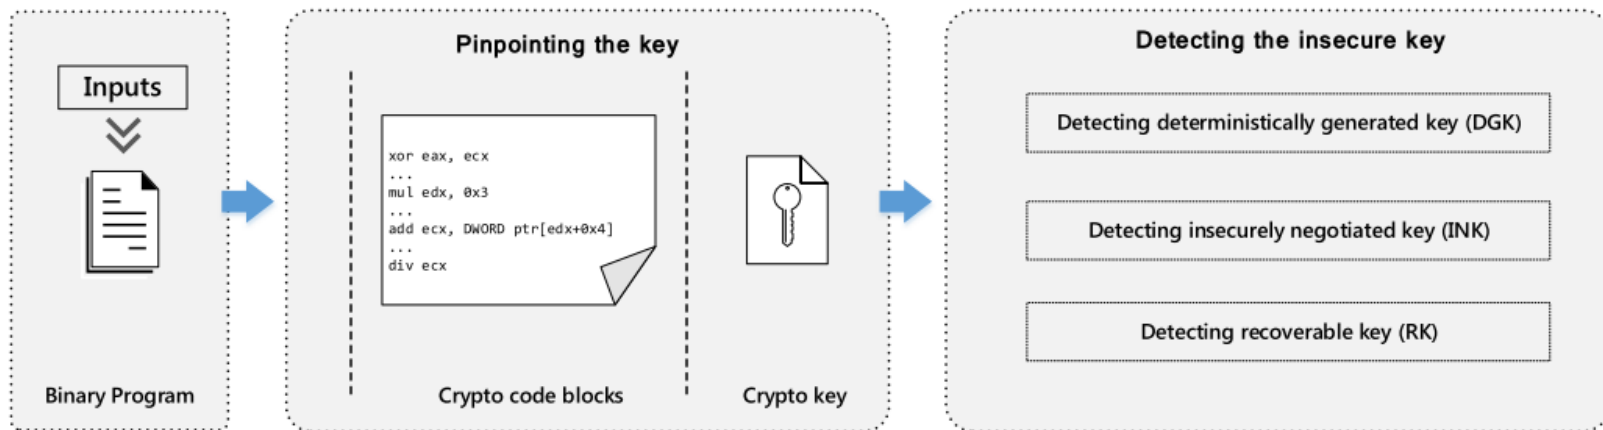 Inputs
Binary Program
Pinpointing the key
xor eax, ecx
...
mul edx, 0x3
...
add ecx, DWORD ptr[edx+0x4]
...
div ecx
Crypto code blocks
Crypto key
Detecting the insecure key
Detecting deterministically generated key (DGK)
Detecting insecurely negotiated key (INK)
Detecting recoverable key (RK)